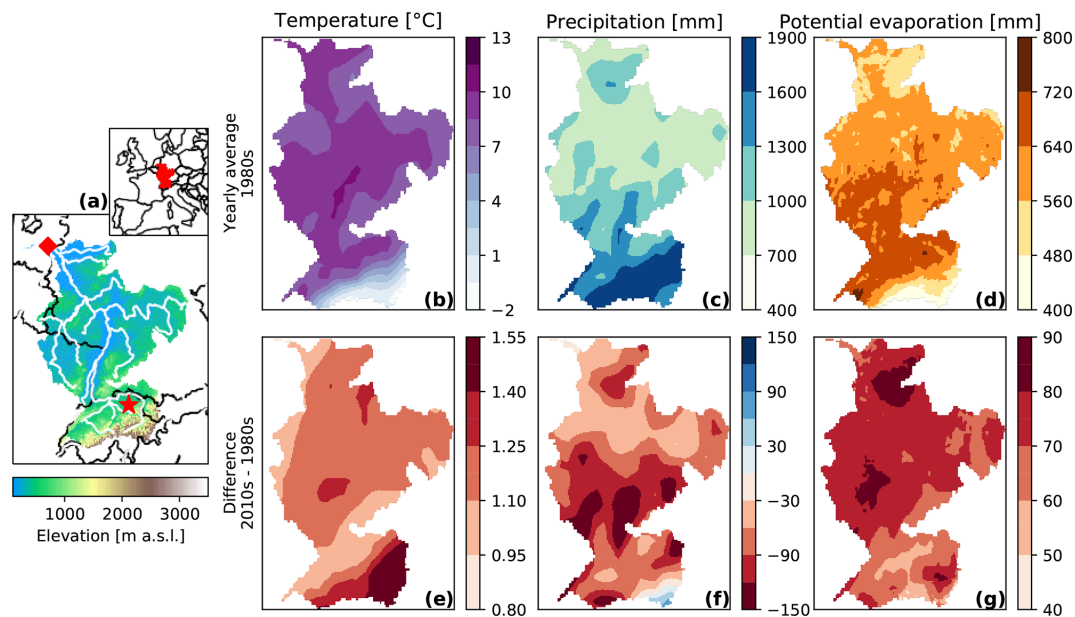 Temperature [°C]
Precipitation [mm]
Potential evaporation [mm]
Yearly average
1980s
(a)
(b)
13
10
7
4
1
−2
(c)
1900
1600
1300
1000
700
400
(d)
800
720
640
560
480
400
1000
2000
3000
Elevation [m a.s.l.]
Difference
2010s - 1980s
(e)
1.55
1.40
1.25
1.10
0.95
0.80
(f)
150
90
30
−30
−90
−150
(g)
90
80
70
60
50
40